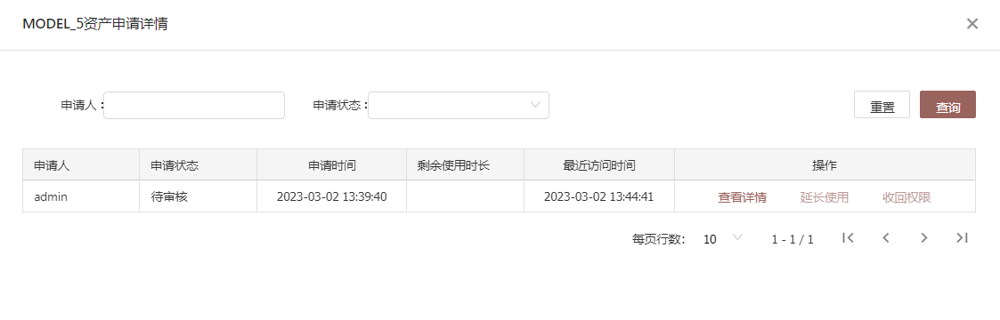 MODEL_5资产申请详情
申请人： 申请状态： 重置 查询
申请人 申请状态 申请时间 剩余使用时长 最近访问时间 操作
admin 待审核 2023-03-02 13:39:40 2023-03-02 13:44:41 查看详情 延长使用 收回权限
每页行数： 10 1 - 1 / 1